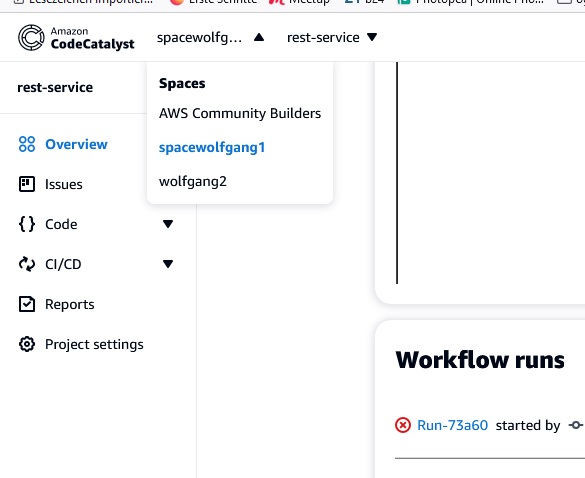 Lesezeichen importier...
Erste Schritte
Meetup
Photopea | Online Pho...
Amazon
CodeCatalyst
spacewolfg...
rest-service
rest-service
Spaces
AWS Community Builders
spacewolfgang1
wolfgang2
Overview
Issues
Code
CI/CD
Reports
Project settings
Workflow runs
Run-73a60 started by